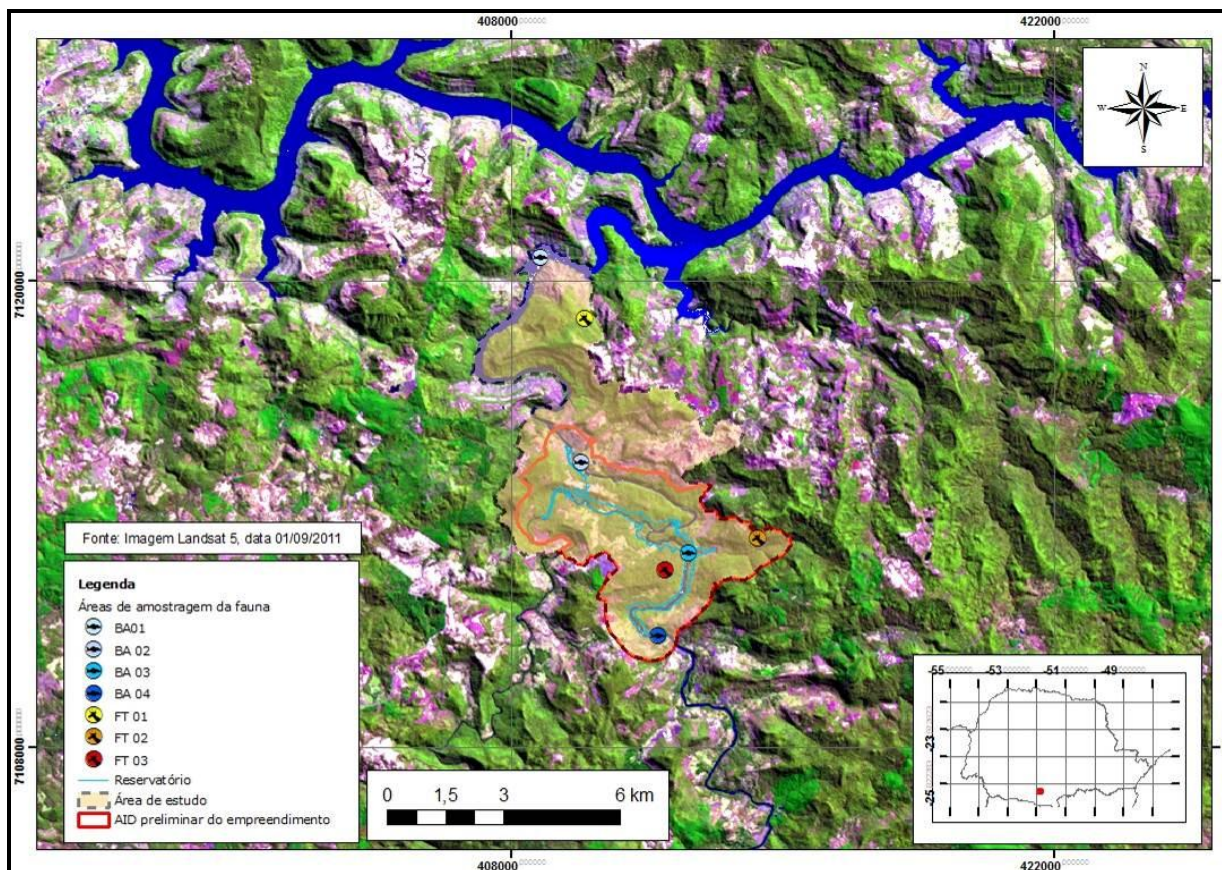 408000
422000
N
W E
S
7120000
7108000
Fonte: Imagem Landsat 5, data 01/09/2011
Legenda
Áreas de amostragem da fauna
BA01
BA 02
BA 03
BA 04
FT 01
FT 02
FT 03
Reservatório
Área de estudo
AID preliminar do empreendimento
0 1,5 3 6 km
-55 -53 -51 -49
-23
-25
408000
422000